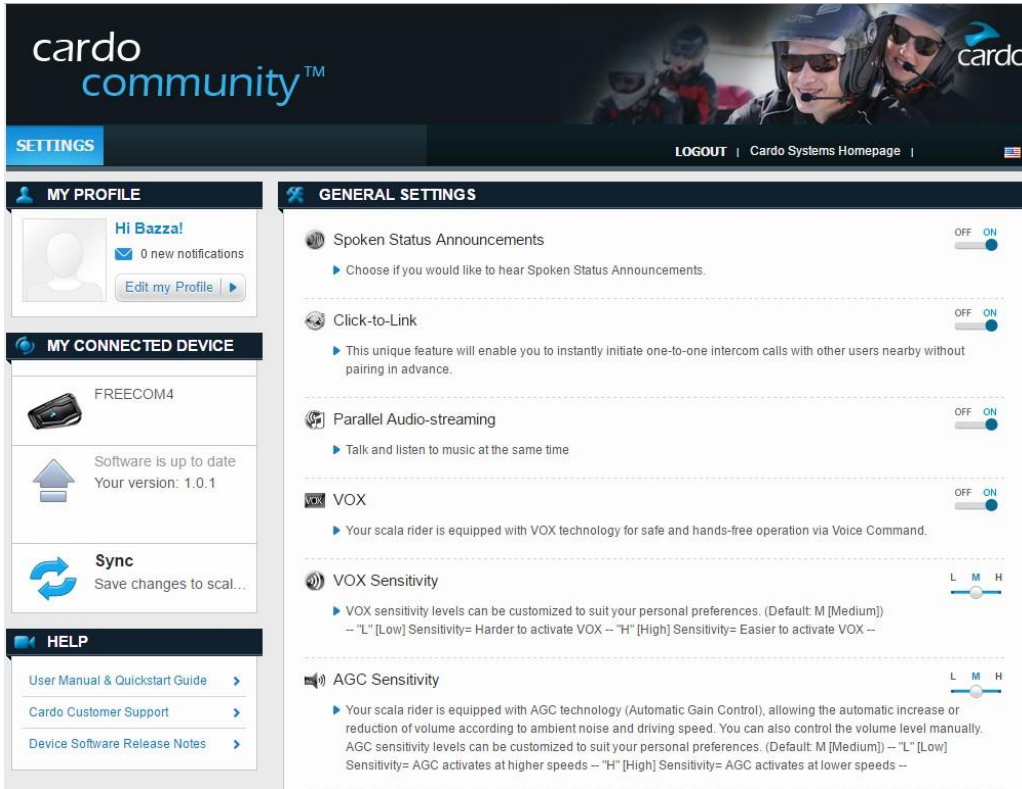 cardo
community™
cardo
SETTINGS
LOGOUT | Cardo Systems Homepage |
MY PROFILE
Hi Bazza!
0 new notifications
Edit my Profile
MY CONNECTED DEVICE
FREECOM4
Software is up to date
Your version: 1.0.1
Sync
Save changes to scal...
HELP
User Manual & Quickstart Guide
Cardo Customer Support
Device Software Release Notes
GENERAL SETTINGS
Spoken Status Announcements
OFF ON
Choose if you would like to hear Spoken Status Announcements.
Click-to-Link
OFF ON
This unique feature will enable you to instantly initiate one-to-one intercom calls with other users nearby without
pairing in advance.
Parallel Audio-streaming
OFF ON
Talk and listen to music at the same time
VOX VOX
OFF ON
Your scala rider is equipped with VOX technology for safe and hands-free operation via Voice Command.
VOX Sensitivity
L M H
VOX sensitivity levels can be customized to suit your personal preferences. (Default: M [Medium])
-- "L" [Low] Sensitivity= Harder to activate VOX -- "H" [High] Sensitivity= Easier to activate VOX --
AGC Sensitivity
L M H
Your scala rider is equipped with AGC technology (Automatic Gain Control), allowing the automatic increase or
reduction of volume according to ambient noise and driving speed. You can also control the volume level manually.
AGC sensitivity levels can be customized to suit your personal preferences. (Default: M [Medium]) -- "L" [Low]
Sensitivity= AGC activates at higher speeds -- "H" [High] Sensitivity= AGC activates at lower speeds --